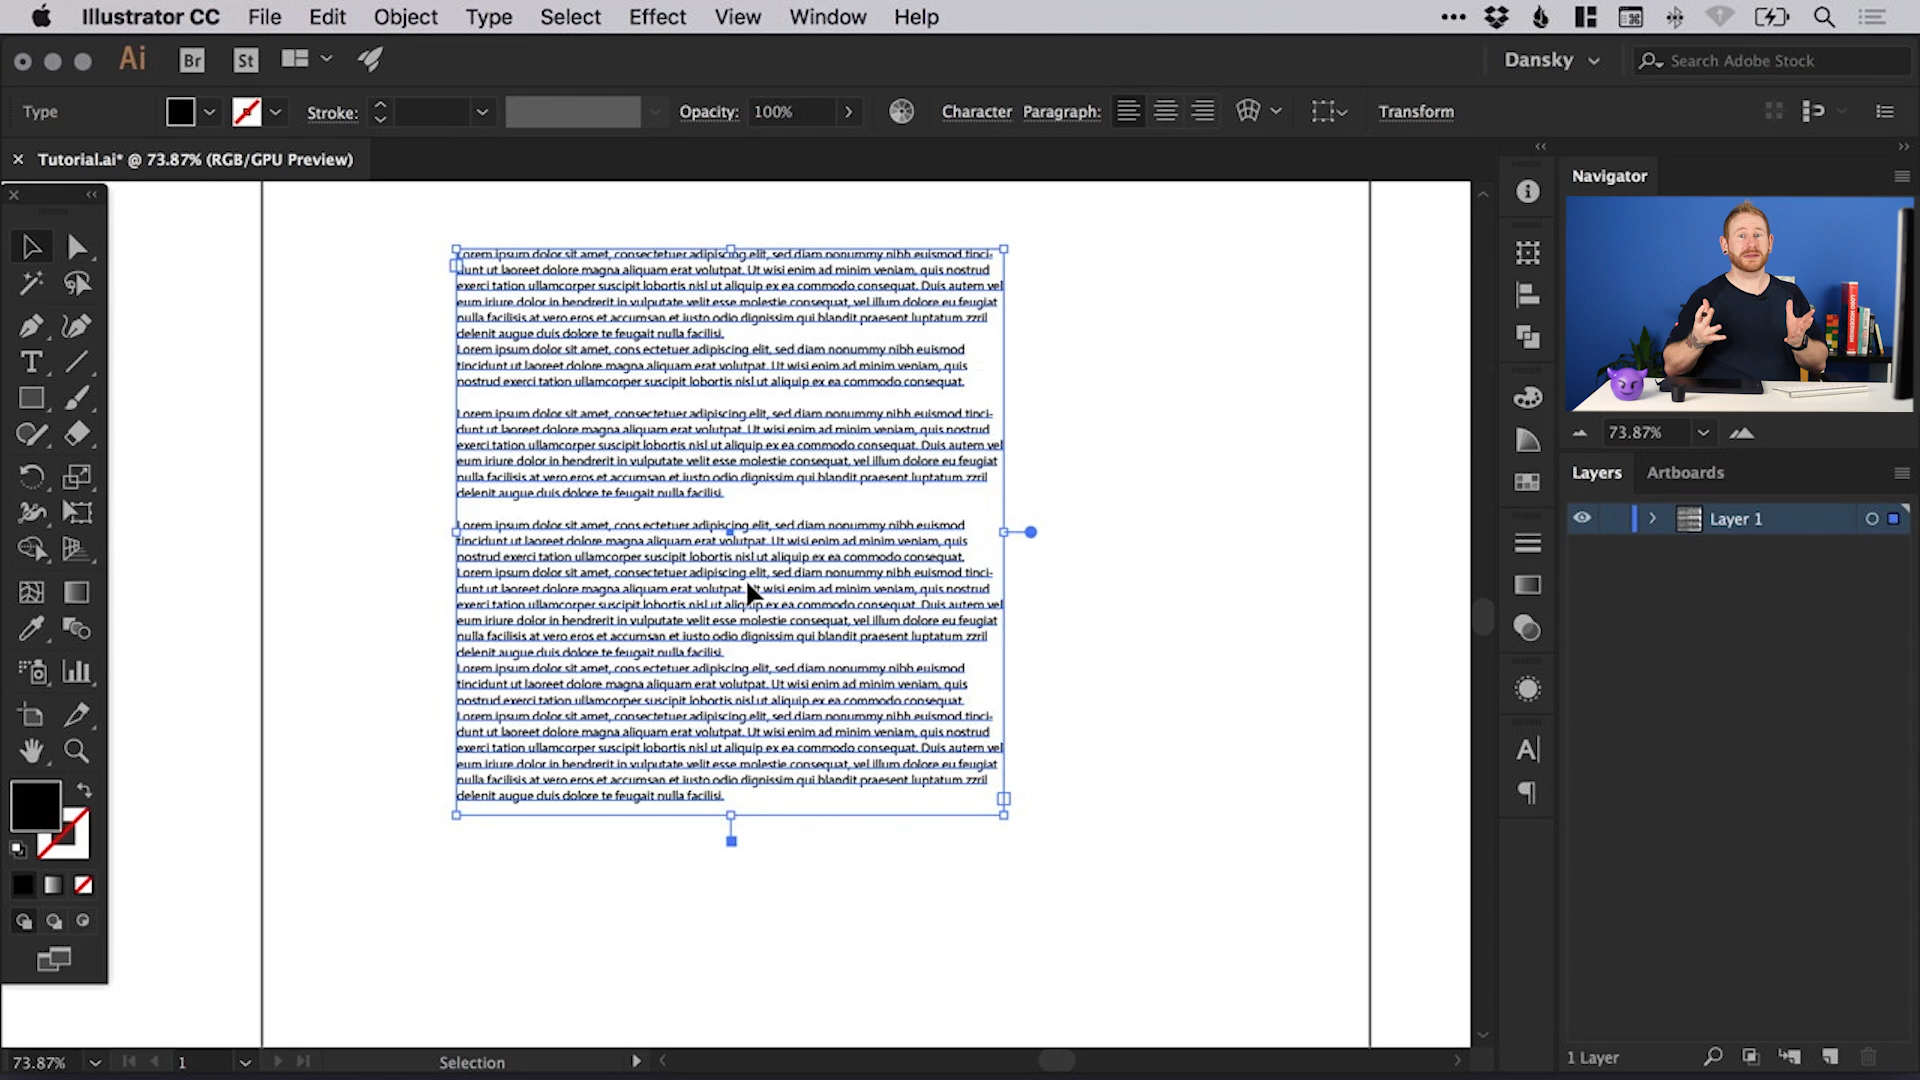 Illustrator CC File Edit Object Type Select Effect View Window Help
Ai Br St Dansky Search Adobe Stock
Type Stroke: Opacity: 100% Character Paragraph: Transform
Tutorial.ai* @ 73.87% (RGB/GPU Preview)
Navigator
Lorem ipsum dolor sit amet, consectetuer adipiscing elit, sed diam nonummy nibh euismod tinci-
dunt ut laoreet dolore magna aliquam erat volutpat. Ut wisi enim ad minim veniam, quis nostrud
exerci tation ullamcorper suscipit lobortis nisl ut aliquip ex ea commodo consequat. Duis autem vel
eum iriure dolor in hendrerit in vulputate velit esse molestie consequat, vel illum dolore eu feugiat
nulla facilisis at vero eros et accumsan et iusto odio dignissim qui blandit praesent luptatum zzril
delenit augue duis dolore te feugait nulla facilisi.
Lorem ipsum dolor sit amet, cons ectetuer adipiscing elit, sed diam nonummy nibh euismod
tincidunt ut laoreet dolore magna aliquam erat volutpat. Ut wisi enim ad minim veniam, quis
nostrud exerci tation ullamcorper suscipit lobortis nisl ut aliquip ex ea commodo consequat.
Lorem ipsum dolor sit amet, consectetuer adipiscing elit, sed diam nonummy nibh euismod tinci-
dunt ut laoreet dolore magna aliquam erat volutpat. Ut wisi enim ad minim veniam, quis nostrud
exerci tation ullamcorper suscipit lobortis nisl ut aliquip ex ea commodo consequat. Duis autem vel
eum iriure dolor in hendrerit in vulputate velit esse molestie consequat, vel illum dolore eu feugiat
nulla facilisis at vero eros et accumsan et iusto odio dignissim qui blandit praesent luptatum zzril
delenit augue duis dolore te feugait nulla facilisi.
Lorem ipsum dolor sit amet, cons ectetuer adipiscing elit, sed diam nonummy nibh euismod
tincidunt ut laoreet dolore magna aliquam erat volutpat. Ut wisi enim ad minim veniam, quis
nostrud exerci tation ullamcorper suscipit lobortis nisl ut aliquip ex ea commodo consequat.
Lorem ipsum dolor sit amet, consectetuer adipiscing elit, sed diam nonummy nibh euismod tinci-
dunt ut laoreet dolore magna aliquam erat volutpat. Ut wisi enim ad minim veniam, quis nostrud
exerci tation ullamcorper suscipit lobortis nisl ut aliquip ex ea commodo consequat. Duis autem vel
eum iriure dolor in hendrerit in vulputate velit esse molestie consequat, vel illum dolore eu feugiat
nulla facilisis at vero eros et accumsan et iusto odio dignissim qui blandit praesent luptatum zzril
delenit augue duis dolore te feugait nulla facilisi.
Lorem ipsum dolor sit amet, cons ectetuer adipiscing elit, sed diam nonummy nibh euismod
tincidunt ut laoreet dolore magna aliquam erat volutpat. Ut wisi enim ad minim veniam, quis
nostrud exerci tation ullamcorper suscipit lobortis nisl ut aliquip ex ea commodo consequat.
Lorem ipsum dolor sit amet, consectetuer adipiscing elit, sed diam nonummy nibh euismod tinci-
dunt ut laoreet dolore magna aliquam erat volutpat. Ut wisi enim ad minim veniam, quis nostrud
exerci tation ullamcorper suscipit lobortis nisl ut aliquip ex ea commodo consequat. Duis autem vel
eum iriure dolor in hendrerit in vulputate velit esse molestie consequat, vel illum dolore eu feugiat
nulla facilisis at vero eros et accumsan et iusto odio dignissim qui blandit praesent luptatum zzril
delenit augue duis dolore te feugait nulla facilisi.
73.87%
Layers Artboards
Layer 1
73.87% 1 Selection
1 Layer